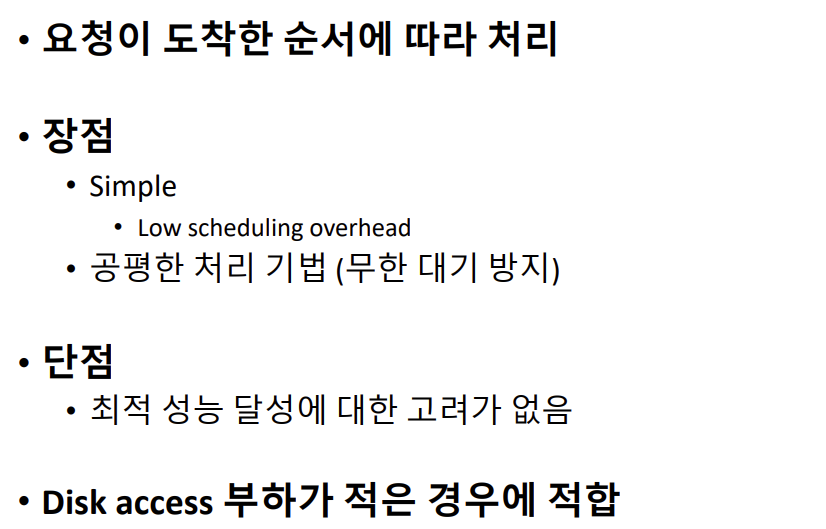 • 요청이 도착한 순서에 따라 처리
• 장점
• Simple
• Low scheduling overhead
• 공평한 처리 기법 (무한 대기 방지)
• 단점
• 최적 성능 달성에 대한 고려가 없음
• Disk access 부하가 적은 경우에 적합